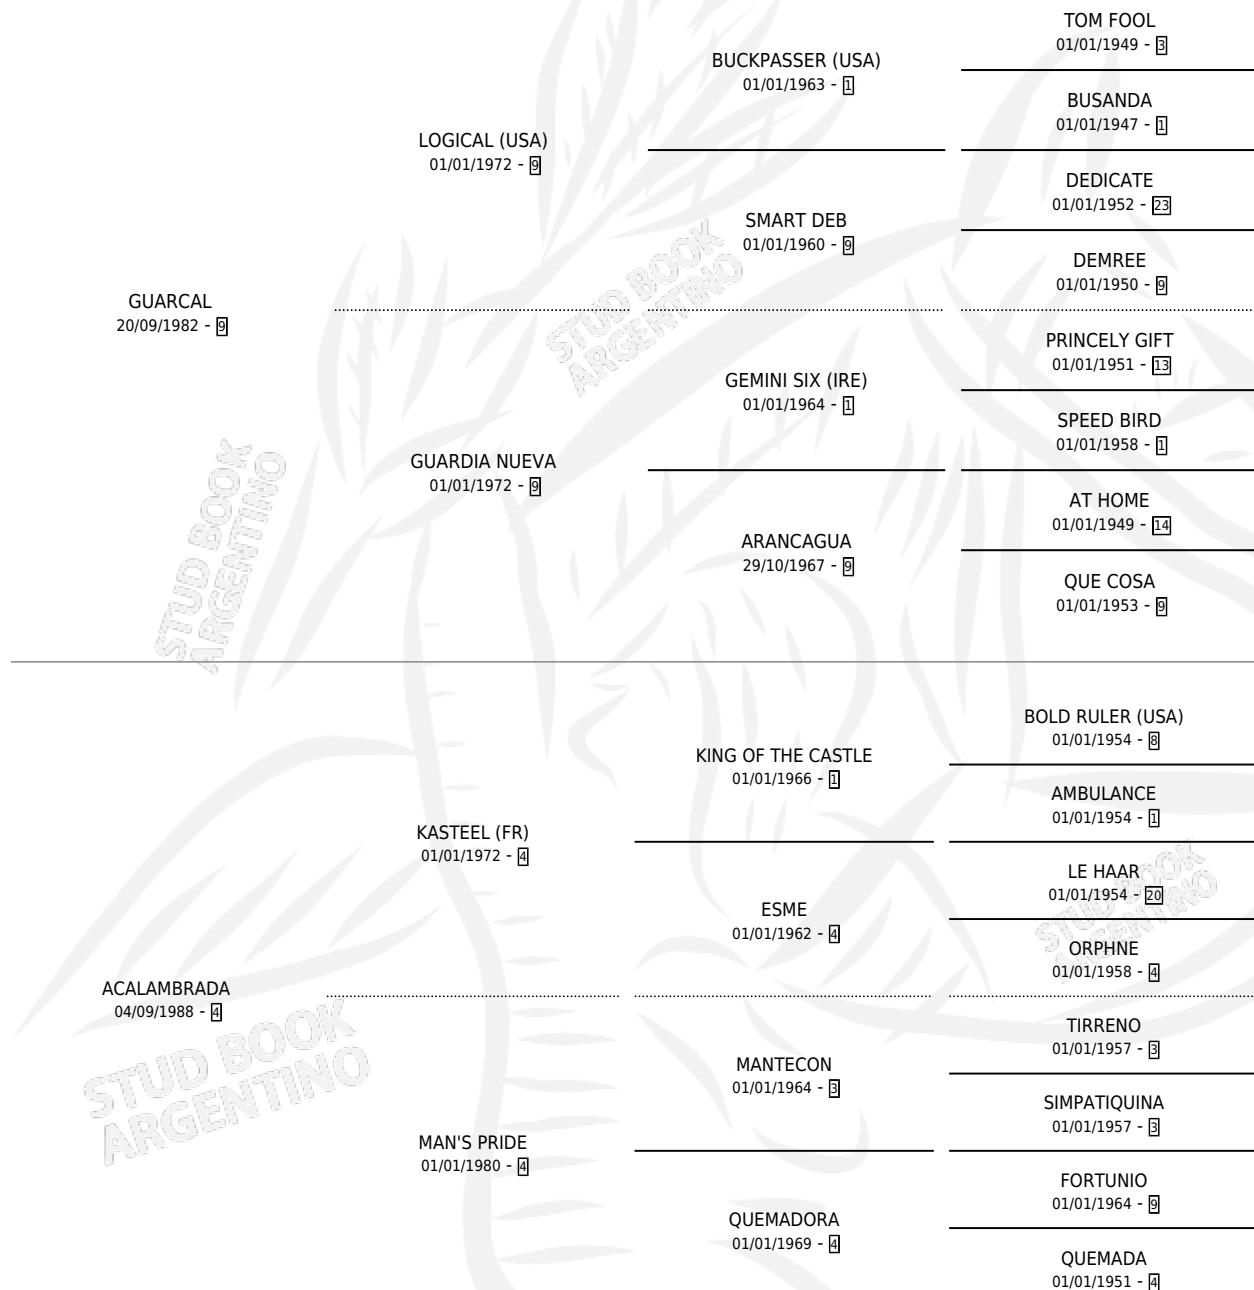 TOM FOOL
01/01/1949 - 3
BUCKPASSER (USA)
01/01/1963 - 1
BUSANDA
01/01/1947 - 1
LOGICAL (USA)
01/01/1972 - 9
DEDICATE
01/01/1952 - 23
SMART DEB
01/01/1960 - 9
DEMREE
01/01/1950 - 9
GUARCAL
20/09/1982 - 9
PRINCELY GIFT
01/01/1951 - 13
GEMINI SIX (IRE)
01/01/1964 - 1
SPEED BIRD
01/01/1958 - 1
GUARDIA NUEVA
01/01/1972 - 9
AT HOME
01/01/1949 - 14
ARANCAGUA
29/10/1967 - 9
QUE COSA
01/01/1953 - 9
STUD BOOK
ARGENTINO
STUD BOOK
ARGENTINO
BOLD RULER (USA)
01/01/1954 - 8
KING OF THE CASTLE
01/01/1966 - 1
AMBULANCE
01/01/1954 - 1
KASTEEL (FR)
01/01/1972 - 4
LE HAAR
01/01/1954 - 20
ESME
01/01/1962 - 4
ORPHNE
01/01/1958 - 4
ACALAMBRADA
04/09/1988 - 4
TIRRENO
01/01/1957 - 3
MANTECON
01/01/1964 - 3
SIMPATIQUINA
01/01/1957 - 3
MAN'S PRIDE
01/01/1980 - 4
FORTUNIO
01/01/1964 - 9
QUEMADORA
01/01/1969 - 4
QUEMADA
01/01/1951 - 4
STUD BOOK
ARGENTINO
STUD BOOK
ARGENTINO